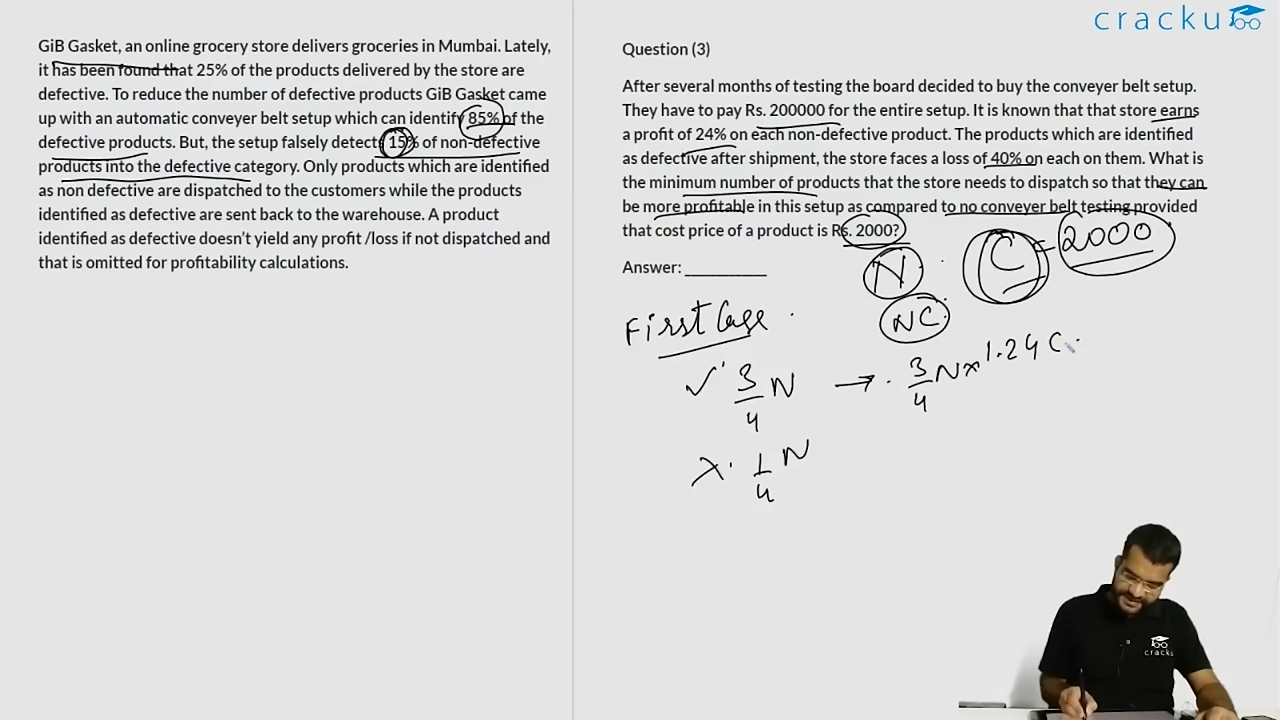 cracku
GiB Gasket, an online grocery store delivers groceries in Mumbai. Lately,
it has been found that 25% of the products delivered by the store are
defective. To reduce the number of defective products GiB Gasket came
up with an automatic conveyer belt setup which can identify 85% of the
defective products. But, the setup falsely detects 15% of non-defective
products into the defective category. Only products which are identified
as non defective are dispatched to the customers while the products
identified as defective are sent back to the warehouse. A product
identified as defective doesn't yield any profit /loss if not dispatched and
that is omitted for profitability calculations.
Question (3)
After several months of testing the board decided to buy the conveyer belt setup.
They have to pay Rs. 200000 for the entire setup. It is known that that store earns
a profit of 24% on each non-defective product. The products which are identified
as defective after shipment, the store faces a loss of 40% on each on them. What is
the minimum number of products that the store needs to dispatch so that they can
be more profitable in this setup as compared to no conveyer belt testing provided
that cost price of a product is Rs. 2000?
Answer: __________
N C = 2000
NC
First Case
✓ 3/4 N → 3/4 N × 1.24 C
× 1/4 N
cracku